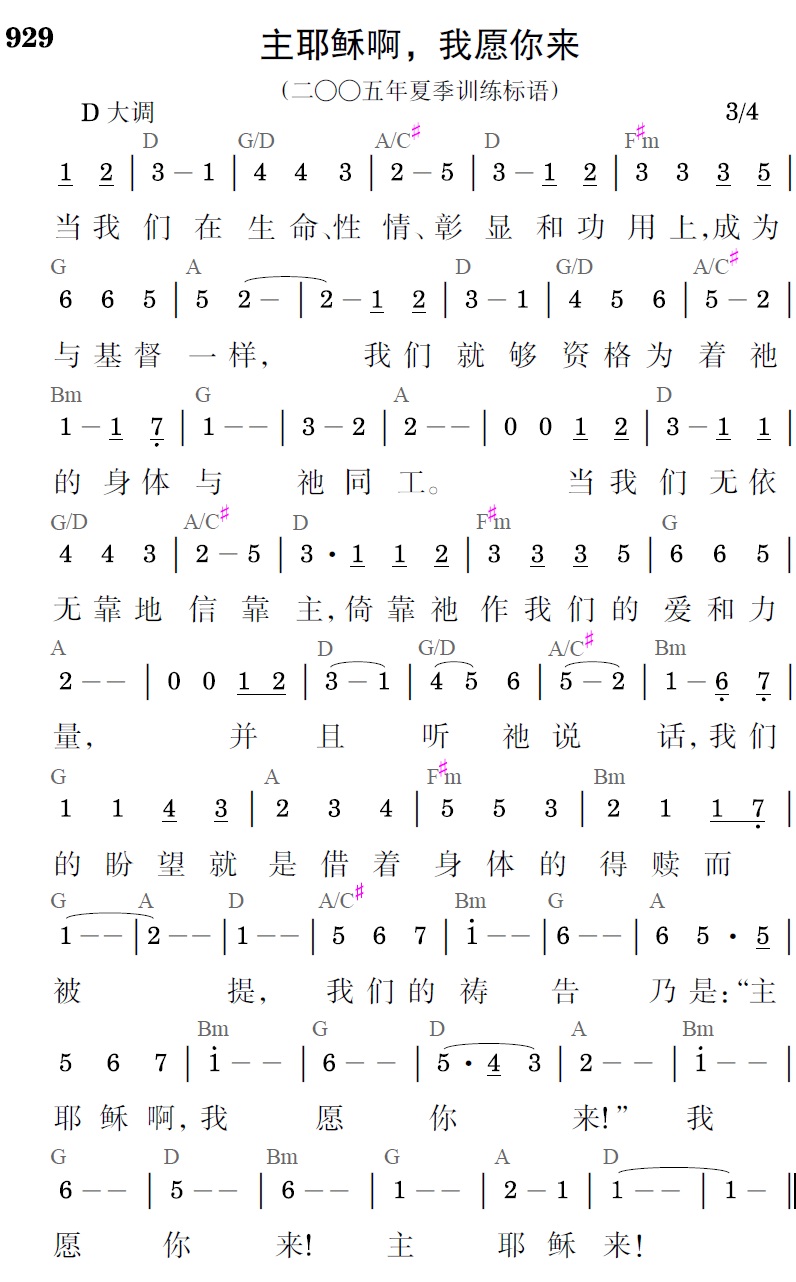 929
主耶稣啊，我愿你来
（二〇〇五年夏季训练标语）
D 大调 3/4
D G/D A/C♯ D F♯m
1 2 | 3 – 1 | 4 4 3 | 2 – 5 | 3 – 1 2 | 3 3 3 5 |
当我们在生命、性情、彰显和功用上，成为
G A D G/D A/C♯
6 6 5 | 5 2 – | 2 – 1 2 | 3 – 1 | 4 5 6 | 5 – 2 |
与基督一样， 我们就够资格为着祂
Bm G A D
1 – 1 7̣ | 1 – – | 3 – 2 | 2 – – | 0 0 1 2 | 3 – 1 1 |
的身体与 祂同工。 当我们无依
G/D A/C♯ D F♯m G
4 4 3 | 2 – 5 | 3 · 1 1 2 | 3 3 3 5 | 6 6 5 |
无靠地信靠主，倚靠祂作我们的爱和力
A D G/D A/C♯ Bm
2 – – | 0 0 1 2 | 3 – 1 | 4 5 6 | 5 – 2 | 1 – 6̣ 7̣ |
量， 并且听祂说话，我们
G A F♯m Bm
1 1 4 3 | 2 3 4 | 5 5 3 | 2 1 1 7̣ |
的盼望就是借着身体的得赎而
G A D A/C♯ Bm G A
1 – – | 2 – – | 1 – – | 5 6 7 | 1̇ – – | 6 – – | 6 5 · 5 |
被 提， 我们的祷告乃是：“主
Bm G D A Bm
5 6 7 | 1̇ – – | 6 – – | 5 · 4 3 | 2 – – | 1̇ – – |
耶稣啊，我愿你来！” 我
G D Bm G A D
6 – – | 5 – – | 6 – – | 1 – – | 2 – 1 | 1 – – | 1 – ‖
愿你来！主耶稣来！